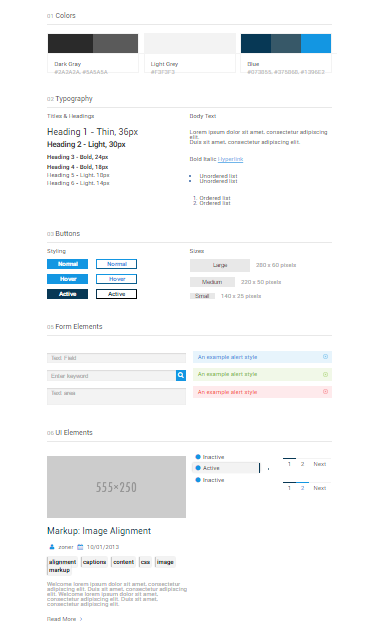 01 Colors
Dark Gray
Light Grey
#F3F3F3
Blue
02 Typography
Titles & Headings
Heading 1 - Thin, 36px
Heading 2 - Light, 30px
Heading 3 - Bold, 24px
Heading 4 - Bold, 18px
Heading 5 - Light, 18px
Heading 6 - Light, 14px
Body Text
Lorem ipsum dolor sit amet, consectetur adipiscing
elit.
Duis sit amet, consectetur adipiscing elit.
Bold Italic Hyperlink
Unordered list
Unordered list
1. Ordered list
2. Ordered list
03 Buttons
Styling
Normal Normal
Hover Hover
Active Active
Sizes
Large 280 x 60 pixels
Medium 220 x 50 pixels
Small 140 x 25 pixels
05 Form Elements
Text Field
Enter keyword
Text area
An example alert style
An example alert style
An example alert style
06 UI Elements
555×250
Inactive
Active
Inactive
1 2 Next
1 2 Next
Markup: Image Alignment
zoner 10/01/2013
alignment captions content css image
markup
Welcome lorem ipsum dolor sit amet, consectetur
adipiscing elit. Duis sit amet, consectetur adipiscing
elit. Welcome lorem ipsum dolor sit amet,
consectetur adipiscing elit. Duis sit amet,
consectetur adipiscing elit.
Read More >